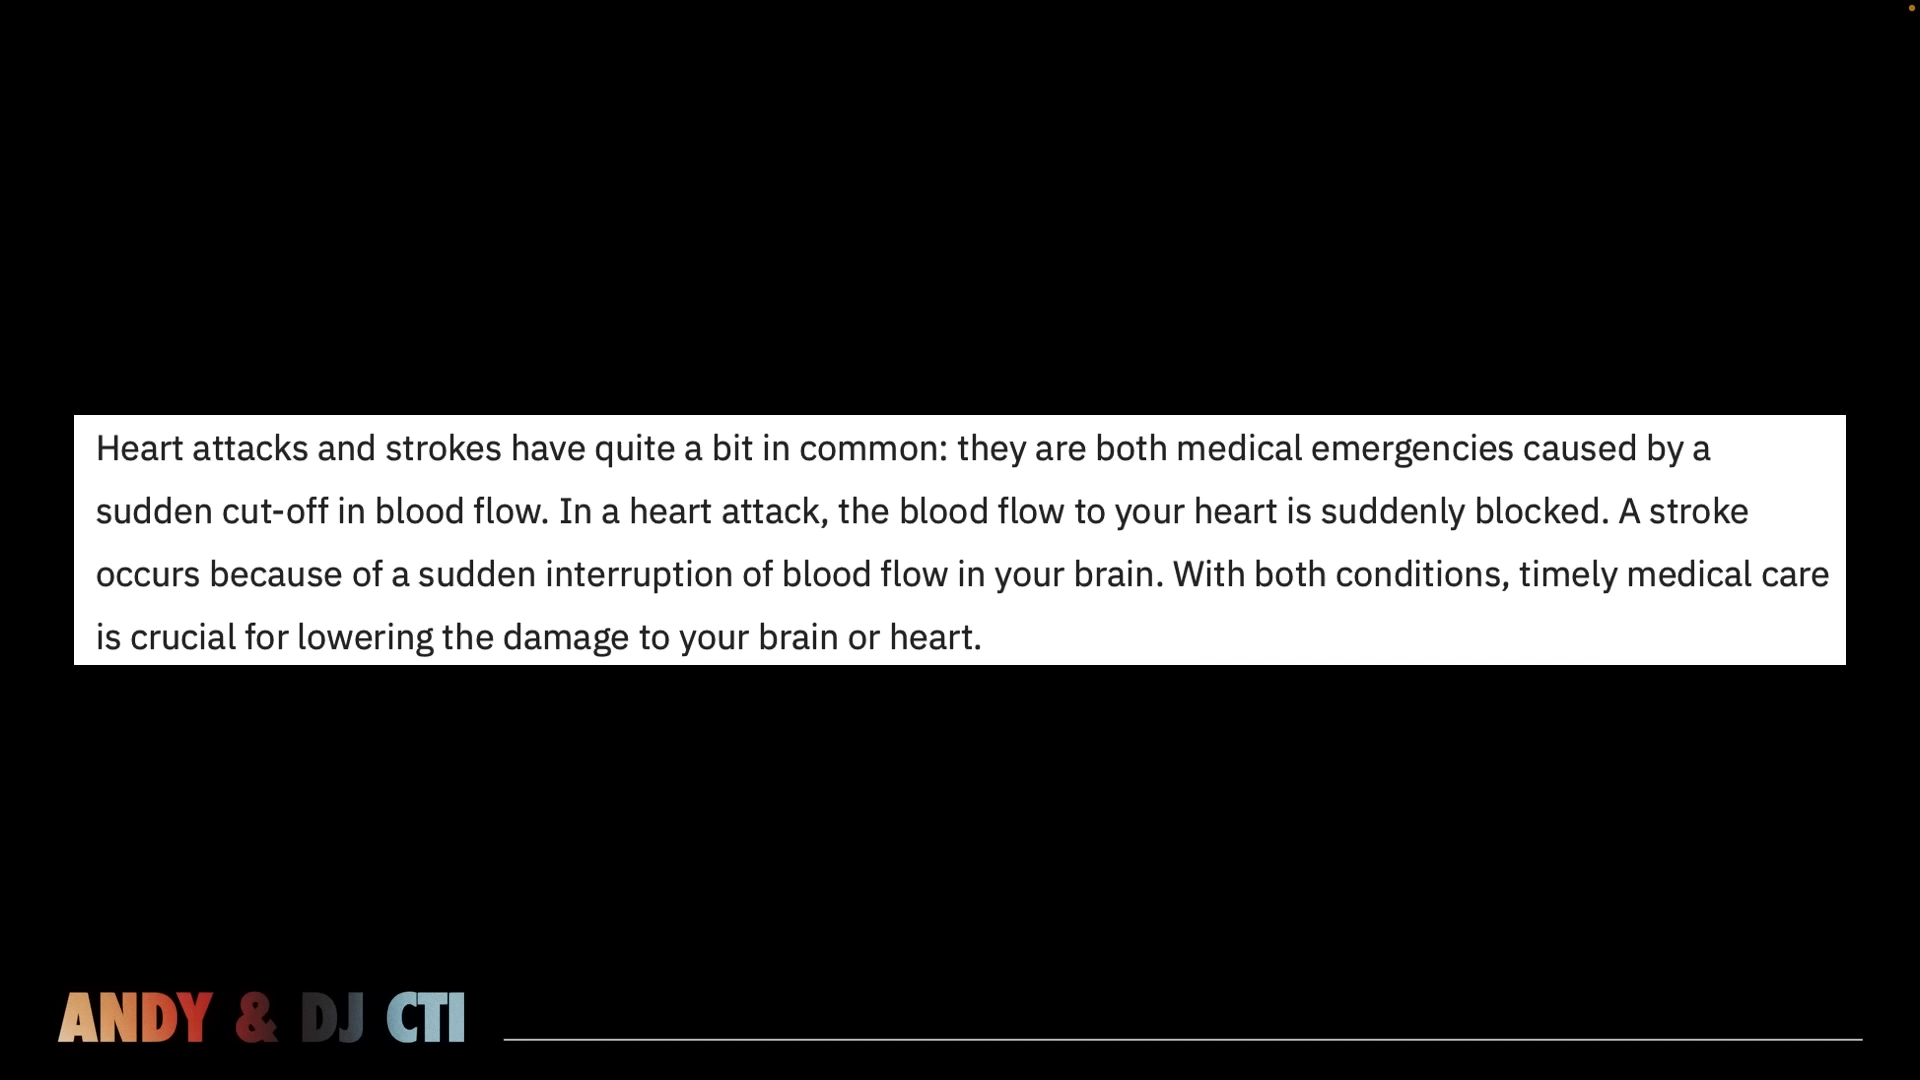 Heart attacks and strokes have quite a bit in common: they are both medical emergencies caused by a
sudden cut-off in blood flow. In a heart attack, the blood flow to your heart is suddenly blocked. A stroke
occurs because of a sudden interruption of blood flow in your brain. With both conditions, timely medical care
is crucial for lowering the damage to your brain or heart.
ANDY & DJ CTI